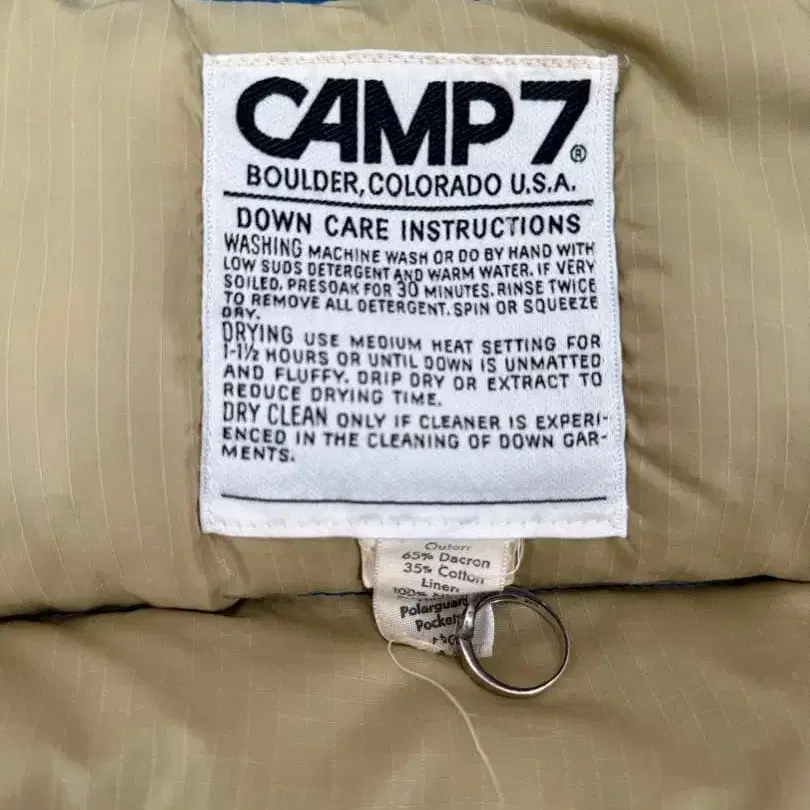 CAMP7®
BOULDER, COLORADO U.S.A.
DOWN CARE INSTRUCTIONS
WASHING MACHINE WASH OR DO BY HAND WITH
LOW SUDS DETERGENT AND WARM WATER. IF VERY
SOILED, PRESOAK FOR 30 MINUTES. RINSE TWICE
TO REMOVE ALL DETERGENT. SPIN OR SQUEEZE
DRY.
DRYING USE MEDIUM HEAT SETTING FOR
1-1½ HOURS OR UNTIL DOWN IS UNMATTED
AND FLUFFY. DRIP DRY OR EXTRACT TO
REDUCE DRYING TIME.
DRY CLEAN ONLY IF CLEANER IS EXPERI-
ENCED IN THE CLEANING OF DOWN GAR-
MENTS.
Outer:
65% Dacron
35% Cotton
Liner:
100%
Polarguard
Pocket